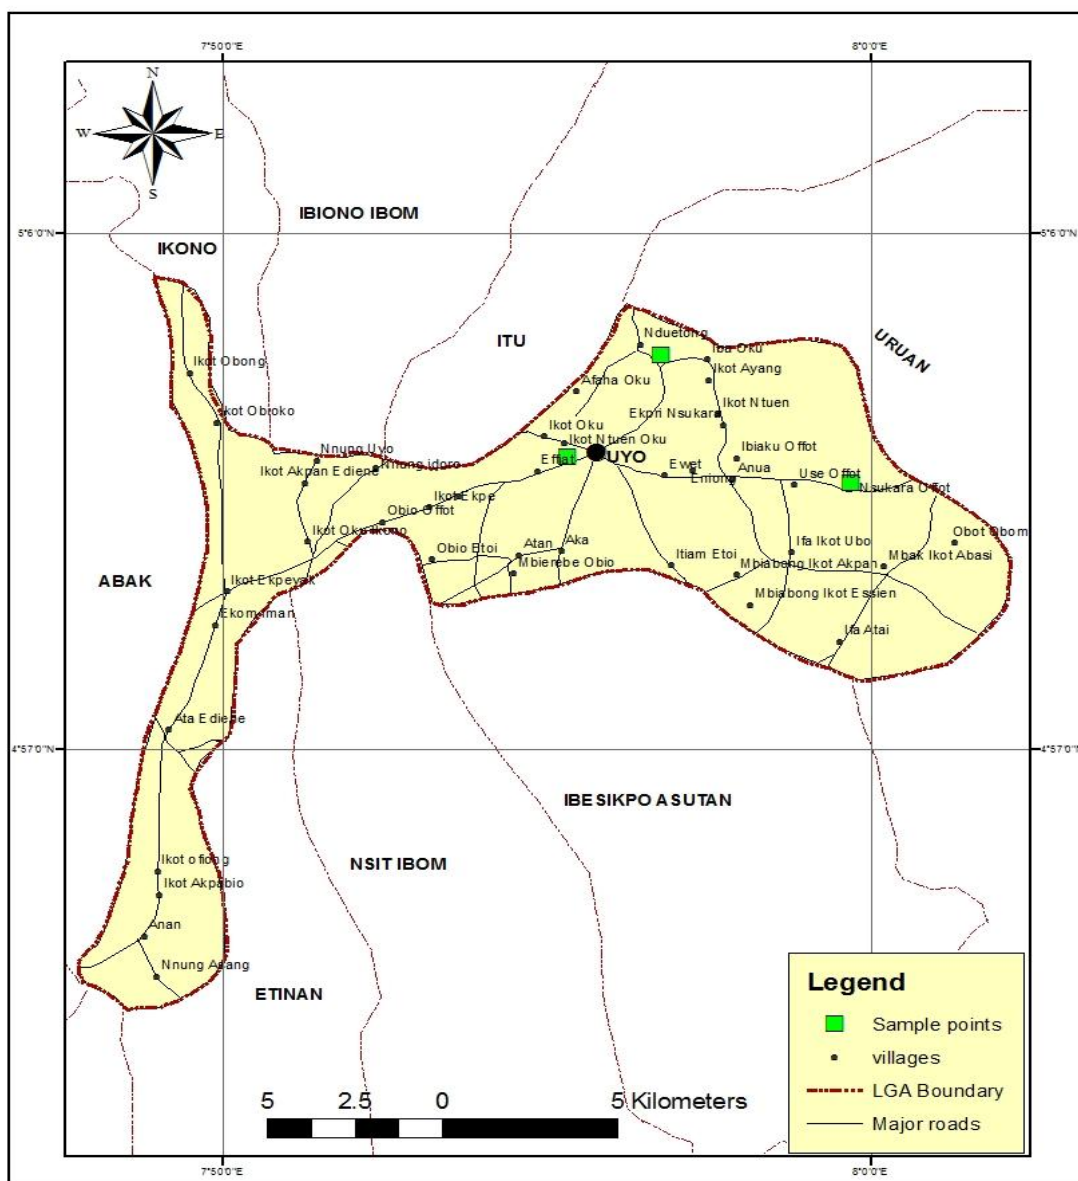 7°50'0"E
8°0'0"E
N
W
E
S
IBIONO IBOM
5°6'0"N
5°6'0"N
IKONO
ITU
URUAN
Nduetong
Iba Oku
Ikot Obong
Ikot Ayang
Afaha Oku
Ikot Obioko
Ekpri Nsukara
Ikot Ntuen
Ikot Oku
Ikot Ntuen Oku
UYO
Nnung Uyo
Ikot Akpan Ediene
Nnung idoro
Effiat
Ibiaku Offot
Ewet
Anua
Eniong
Use Offot
Nsukara Offot
Ikot Ekpe
Obio Offot
Ikot Oku Ikono
Obio Etoi
Atan
Aka
Mbierebe Obio
Itiam Etoi
Ifa Ikot Ubo
Obot Obom
Mbak Ikot Abasi
Mbiabong Ikot Akpan
ABAK
Ikot Ekpeyak
Mbiabong Ikot Essien
Ekom Iman
Ifa Atai
Ata Ediene
4°57'0"N
4°57'0"N
IBESIKPO ASUTAN
NSIT IBOM
Ikot ofiong
Ikot Akpabio
Anan
Nnung Asang
ETINAN
Legend
Sample points
villages
LGA Boundary
Major roads
5 2.5 0 5 Kilometers
7°50'0"E
8°0'0"E